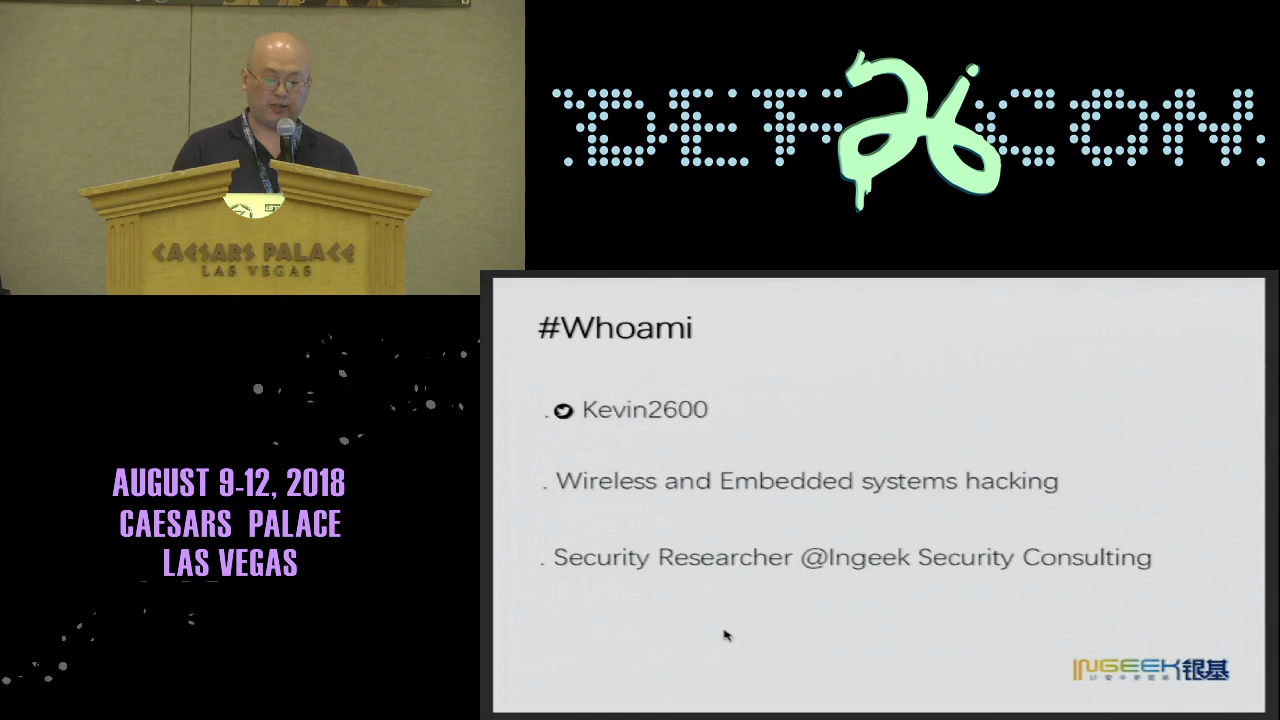 DEF 26 CON
CAESARS PALACE
LAS VEGAS
#Whoami
. Kevin2600
. Wireless and Embedded systems hacking
. Security Researcher @Ingeek Security Consulting
INGEEK银基
AUGUST 9-12, 2018
CAESARS PALACE
LAS VEGAS